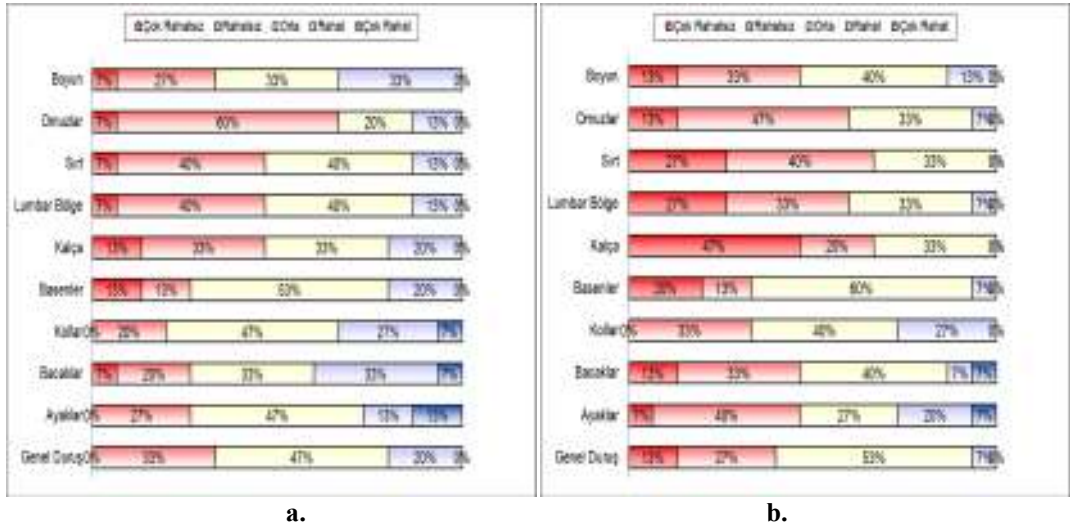 Çok Rahatsız Rahatsız Orta Rahat Çok Rahat
Boyun 7% 27% 33% 33% 0%
Omuzlar 7% 60% 20% 13% 0%
Sırt 7% 40% 40% 13% 0%
Lumbar Bölge 7% 40% 40% 13% 0%
Kalça 13% 33% 33% 20% 0%
Basenler 13% 13% 53% 20% 0%
Kollar 0% 20% 47% 27% 7%
Bacaklar 7% 20% 33% 33% 7%
Ayaklar 0% 27% 47% 13% 13%
Genel Duruş 0% 33% 47% 20% 0%
a.
Çok Rahatsız Rahatsız Orta Rahat Çok Rahat
Boyun 13% 33% 40% 13% 0%
Omuzlar 13% 47% 33% 7% 0%
Sırt 27% 40% 33% 0%
Lumbar Bölge 27% 33% 33% 7% 0%
Kalça 47% 20% 33% 0%
Basenler 20% 13% 60% 7% 0%
Kollar 0% 33% 40% 27% 0%
Bacaklar 13% 33% 40% 7% 7%
Ayaklar 7% 40% 27% 20% 7%
Genel Duruş 13% 27% 53% 7% 0%
b.